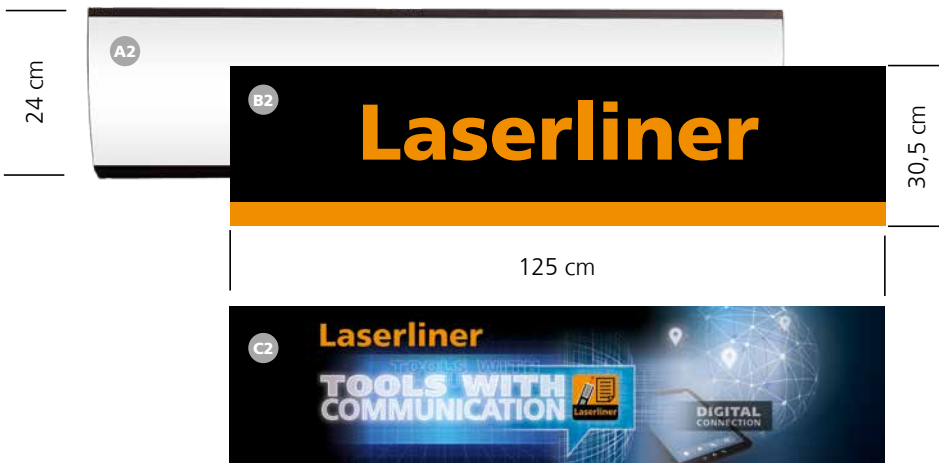 24 cm
A2
B2
Laserliner
30,5 cm
125 cm
C2
Laserliner
TOOLS WITH
TOOLS WITH
COMMUNICATION
Laserliner
DIGITAL
CONNECTION